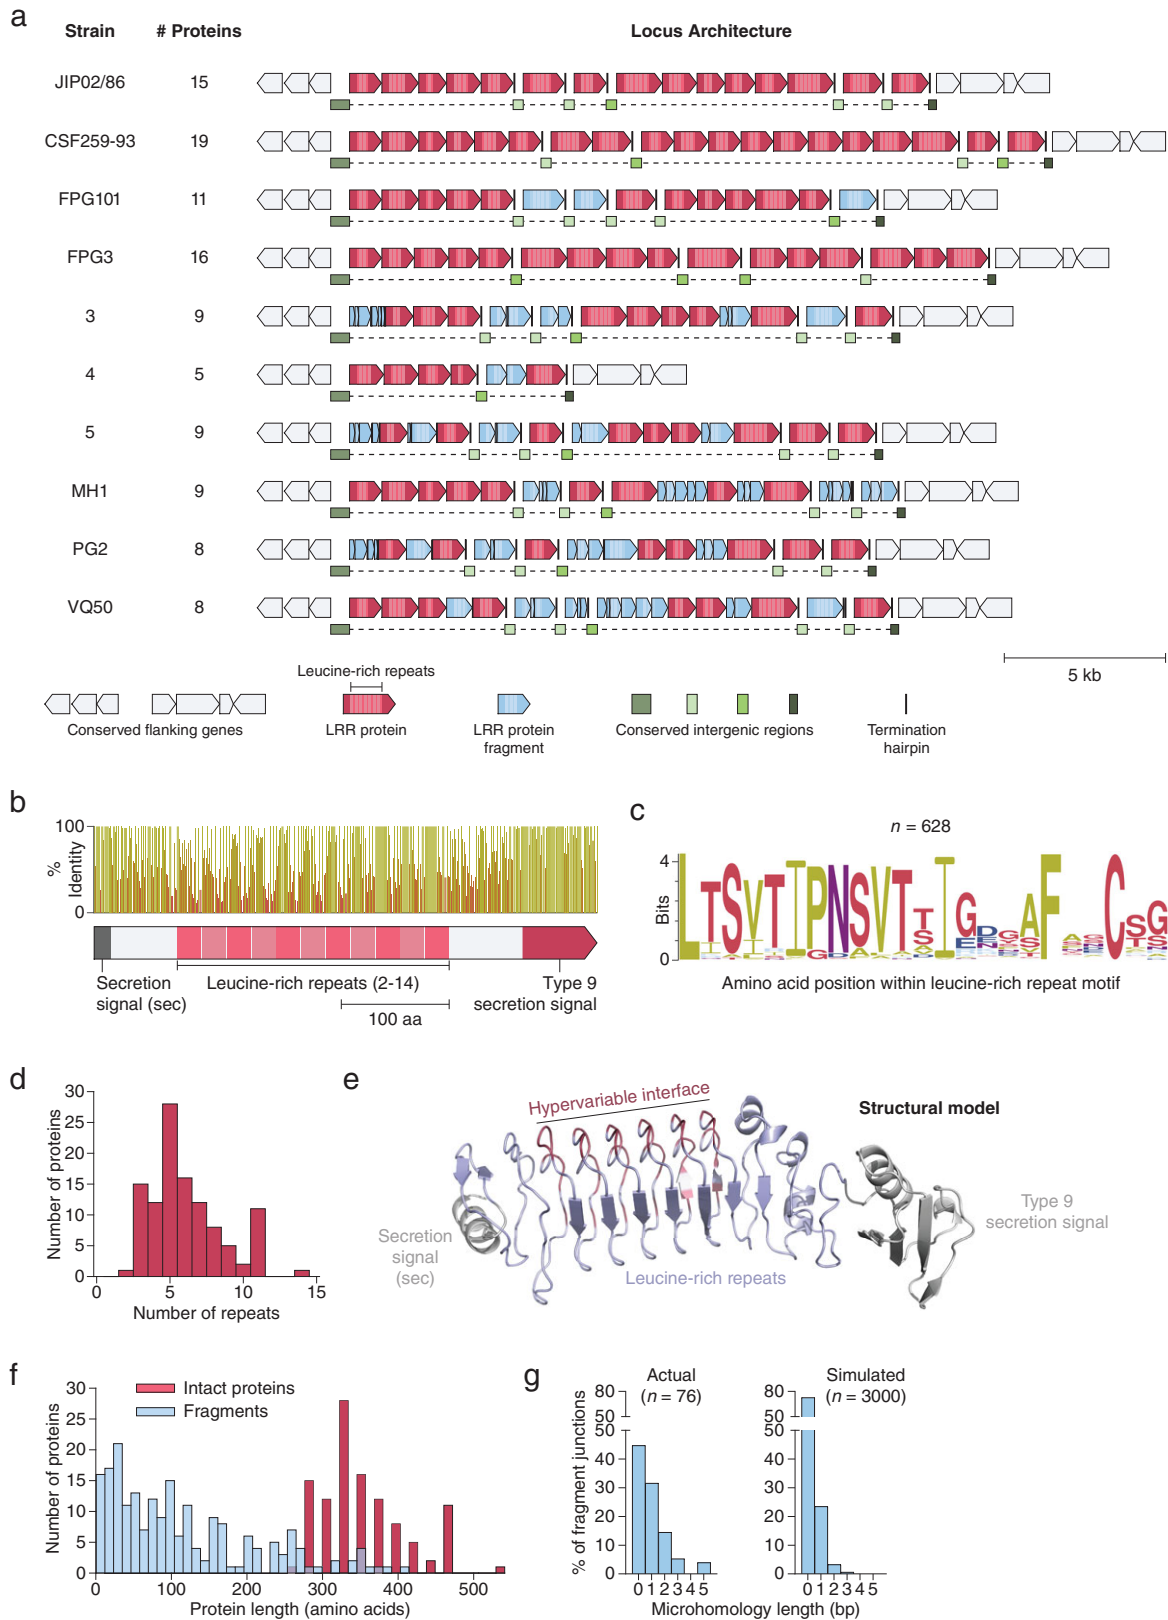 a
Strain # Proteins Locus Architecture
JIP02/86 15
CSF259-93 19
FPG101 11
FPG3 16
3 9
4 5
5 9
MH1 9
PG2 8
VQ50 8
5 kb
Leucine-rich repeats
Conserved flanking genes
LRR protein
LRR protein
fragment
Conserved intergenic regions
Termination
hairpin
b
100
0
%
Identity
Secretion
signal (sec)
Leucine-rich repeats (2-14)
100 aa
Type 9
secretion signal
c
n = 628
4
0
Bits
LTSVTIPNSVTTIGDGAF CSG
Amino acid position within leucine-rich repeat motif
d
30
25
20
15
10
5
0
Number of proteins
0 5 10 15
Number of repeats
e
Hypervariable interface
Structural model
Secretion
signal
(sec)
Leucine-rich repeats
Type 9
secretion signal
f
Intact proteins
Fragments
30
25
20
15
10
5
0
Number of proteins
0 100 200 300 400 500
Protein length (amino acids)
g
Actual
(n = 76)
Simulated
(n = 3000)
80
50
50
40
30
20
10
0
% of fragment junctions
0 1 2 3 4 5
80
50
50
40
30
20
10
0
0 1 2 3 4 5
Microhomology length (bp)